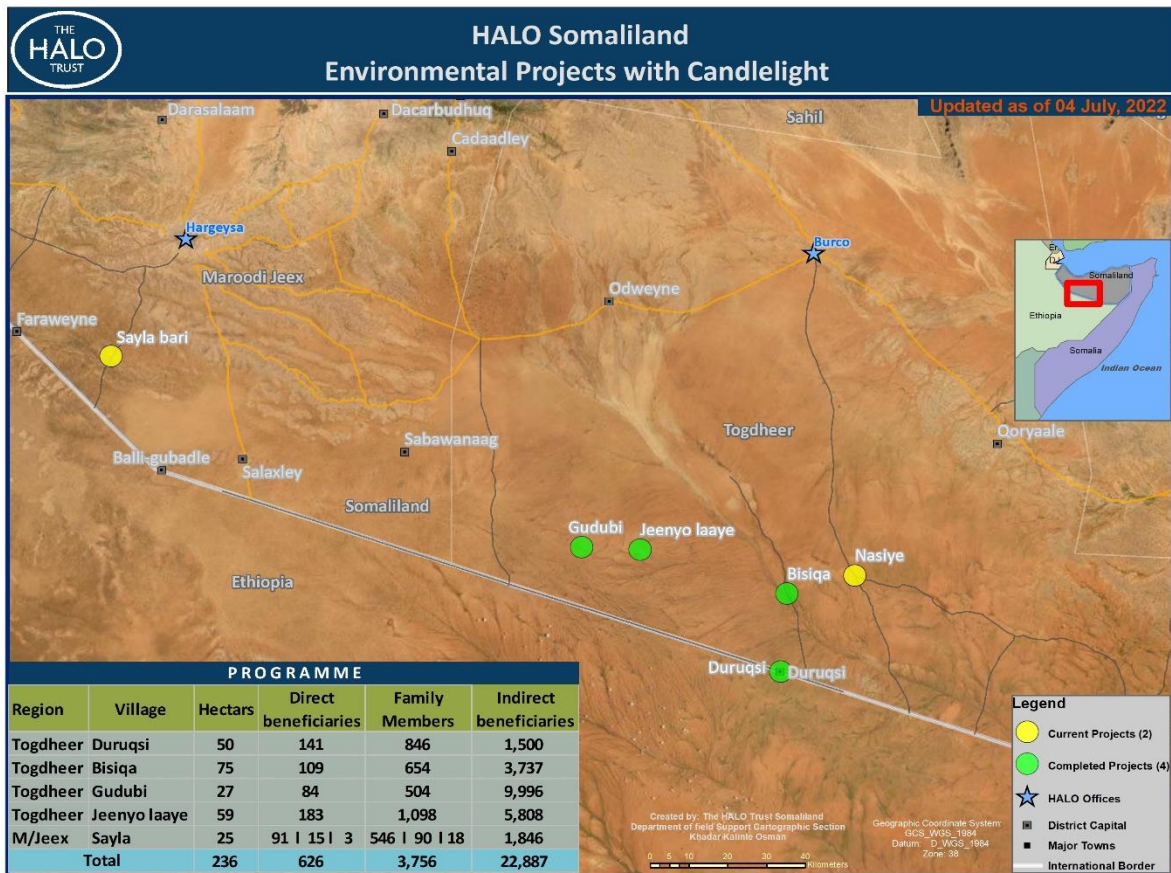 THE
HALO
TRUST
HALO Somaliland
Environmental Projects with Candlelight
Updated as of 04 July, 2022
Darasalaam
Dacarbudhuq
Cadaadley
Sahil
Hargeysa
Burco
Maroodi Jeex
Odweyne
Faraweyne
Sayla bari
Togdheer
Qoryaale
Sabawanaag
Balli-gubadle
Salaxley
Somaliland
Gudubi
Jeenyo laaye
Nasiye
Bisiqa
Ethiopia
Duruqsi
Duruqsi
Er
DJ
Somaliland
Ethiopia
Somalia
Indian Ocean
PROGRAMME
Region Village Hectars Direct beneficiaries Family Members Indirect beneficiaries
Togdheer Duruqsi 50 141 846 1,500
Togdheer Bisiqa 75 109 654 3,737
Togdheer Gudubi 27 84 504 9,996
Togdheer Jeenyo laaye 59 183 1,098 5,808
M/Jeex Sayla 25 91 | 15 | 3 546 | 90 | 18 1,846
Total 236 626 3,756 22,887
Created by: The HALO Trust Somaliland
Department of field Support Cartographic Section
Khadar Kalinle Osman
0 5 10 20 30 40
Kilometers
Geographic Coordinate System:
GCS_WGS_1984
Datum: D_WGS_1984
Zone: 38
Legend
Current Projects (2)
Completed Projects (4)
HALO Offices
District Capital
Major Towns
International Border